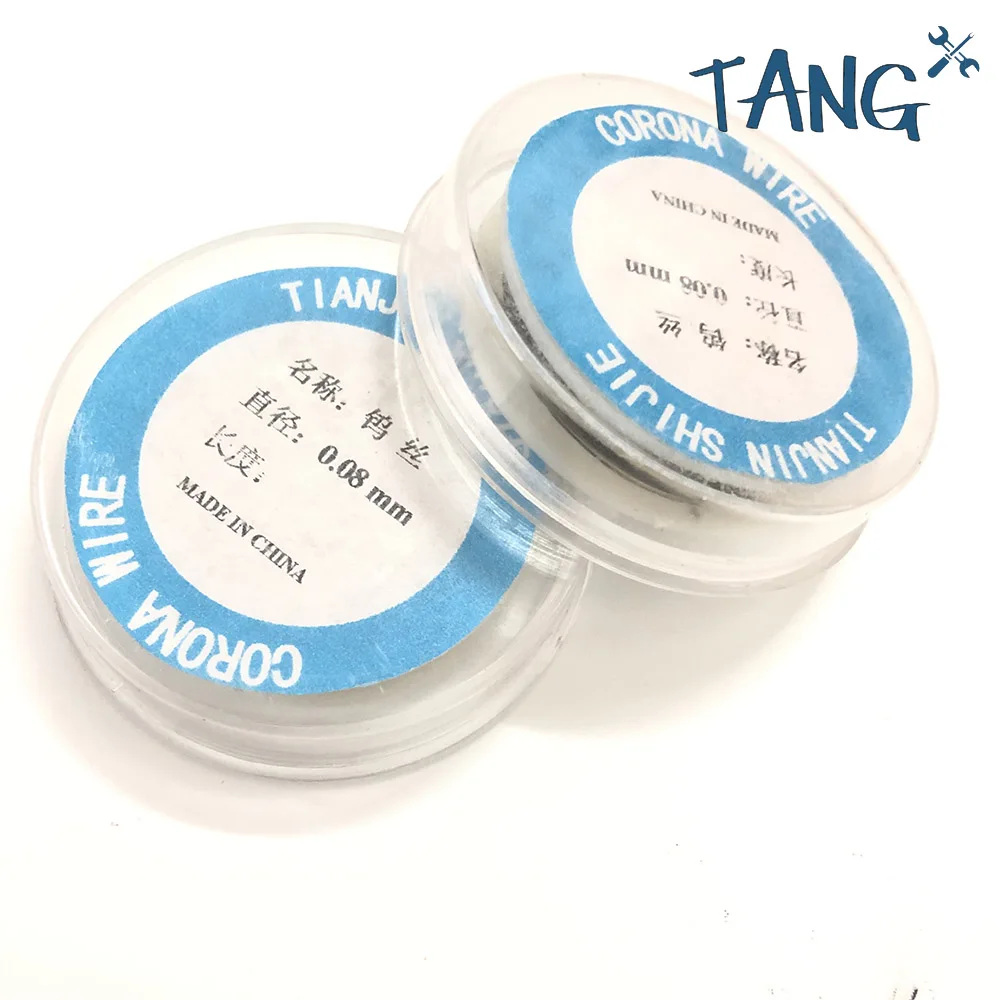 TANG
CORONA WIRE
MADE IN CHINA
长度:
直径: 0.08 mm
名称: 钨 丝
TIANJIN SHIJIE
TIANJ
名称: 钨 丝
直径: 0.08 mm
长度:
MADE IN CHINA
CORONA WIRE